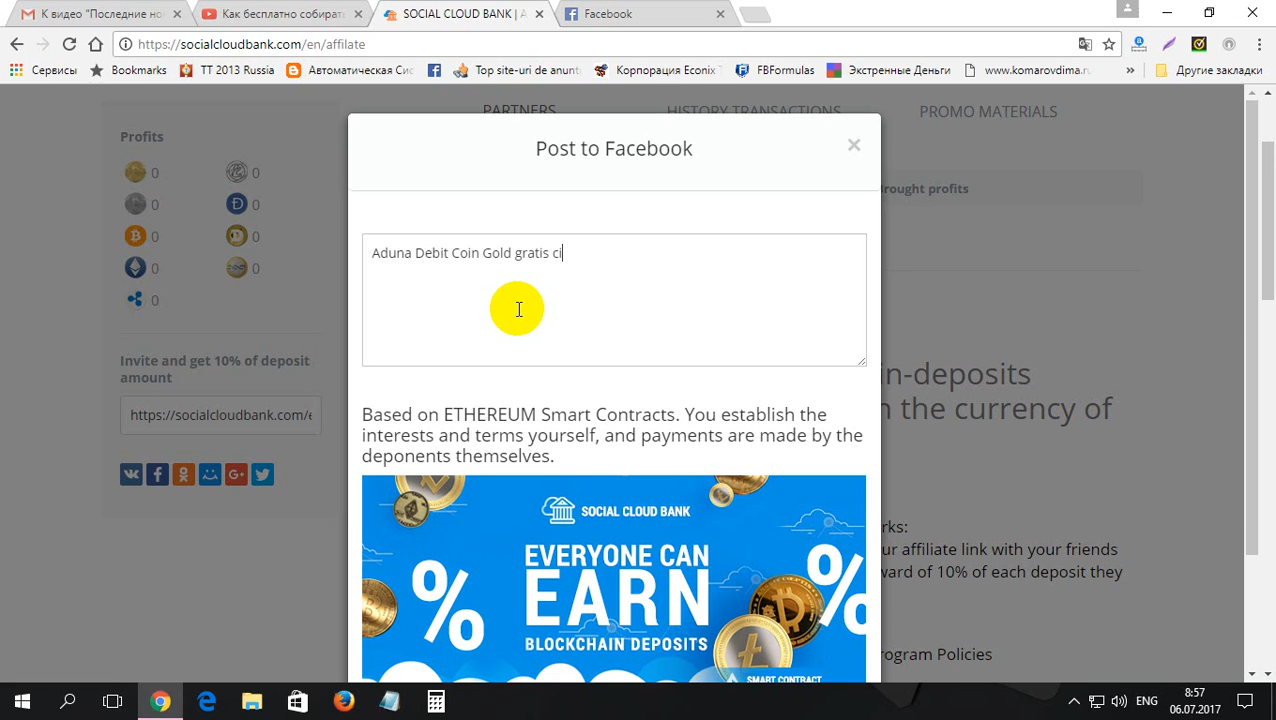 К видео "Последние но
Как бесплатно собират
SOCIAL CLOUD BANK | A
Facebook
https://socialcloudbank.com/en/affilate
Сервисы
Bookmarks
TT 2013 Russia
Автоматическая Сис
Top site-uri de anunt
Корпорация Econix T
FBFormulas
Экстренные Деньги
www.komarovdima.ru
»
Другие закладки
PARTNERS
HISTORY TRANSACTIONS
PROMO MATERIALS
Profits
0
0
0
0
0
0
0
0
0
Post to Facebook
×
rought profits
Aduna Debit Coin Gold gratis ci
Invite and get 10% of deposit
amount
https://socialcloudbank.com/e
in-deposits
n the currency of
Based on ETHEREUM Smart Contracts. You establish the
interests and terms yourself, and payments are made by the
deponents themselves.
SOCIAL CLOUD BANK
EVERYONE CAN
EARN
BLOCKCHAIN DEPOSITS
%
%
SMART CONTRACT
rks:
ur affiliate link with your friends
ward of 10% of each deposit they
rogram Policies
ENG
8:57
06.07.2017